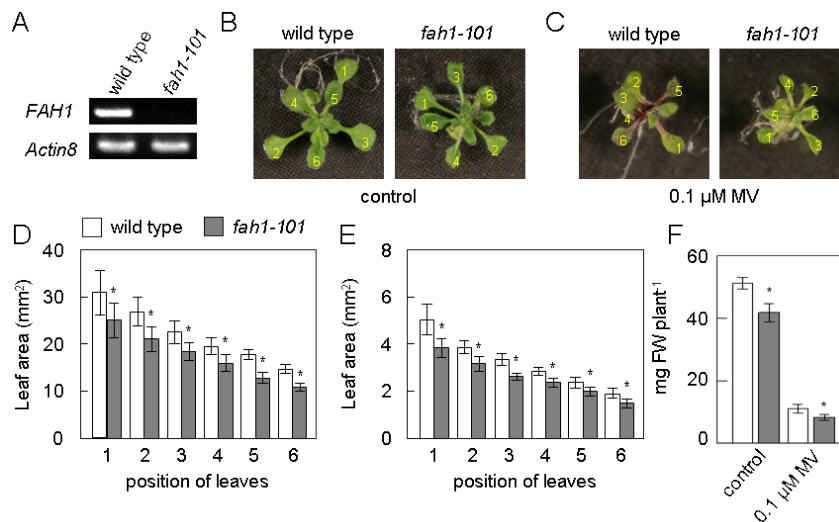 A
wild type
fah1-101
FAH1
Actin8
B
wild type
fah1-101
1
4
5
2
6
3
3
1
6
5
2
4
control
C
wild type
fah1-101
2
5
3
4
6
1
4
2
5
6
1
3
0.1 µM MV
D
wild type
fah1-101
Leaf area (mm²)
40
30
20
10
0
* * * * * *
1 2 3 4 5 6
position of leaves
E
Leaf area (mm²)
8
6
4
2
0
* * * * * *
1 2 3 4 5 6
position of leaves
F
mg FW plant⁻¹
60
40
20
0
* *
control
0.1 µM MV